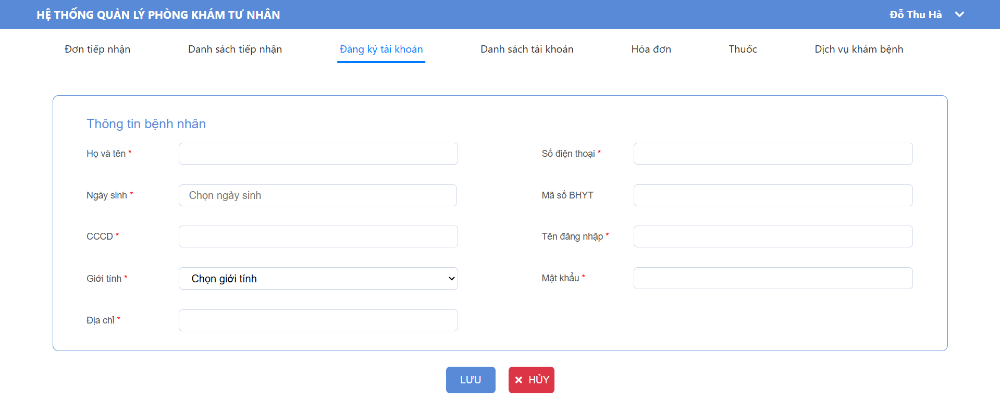 HỆ THỐNG QUẢN LÝ PHÒNG KHÁM TƯ NHÂN
Đỗ Thu Hà
Đơn tiếp nhận
Danh sách tiếp nhận
Đăng ký tài khoản
Danh sách tài khoản
Hóa đơn
Thuốc
Dịch vụ khám bệnh
Thông tin bệnh nhân
Họ và tên *
Số điện thoại *
Ngày sinh *
Chọn ngày sinh
Mã số BHYT
CCCD *
Tên đăng nhập *
Giới tính *
Chọn giới tính
Mật khẩu *
Địa chỉ *
LƯU
HỦY